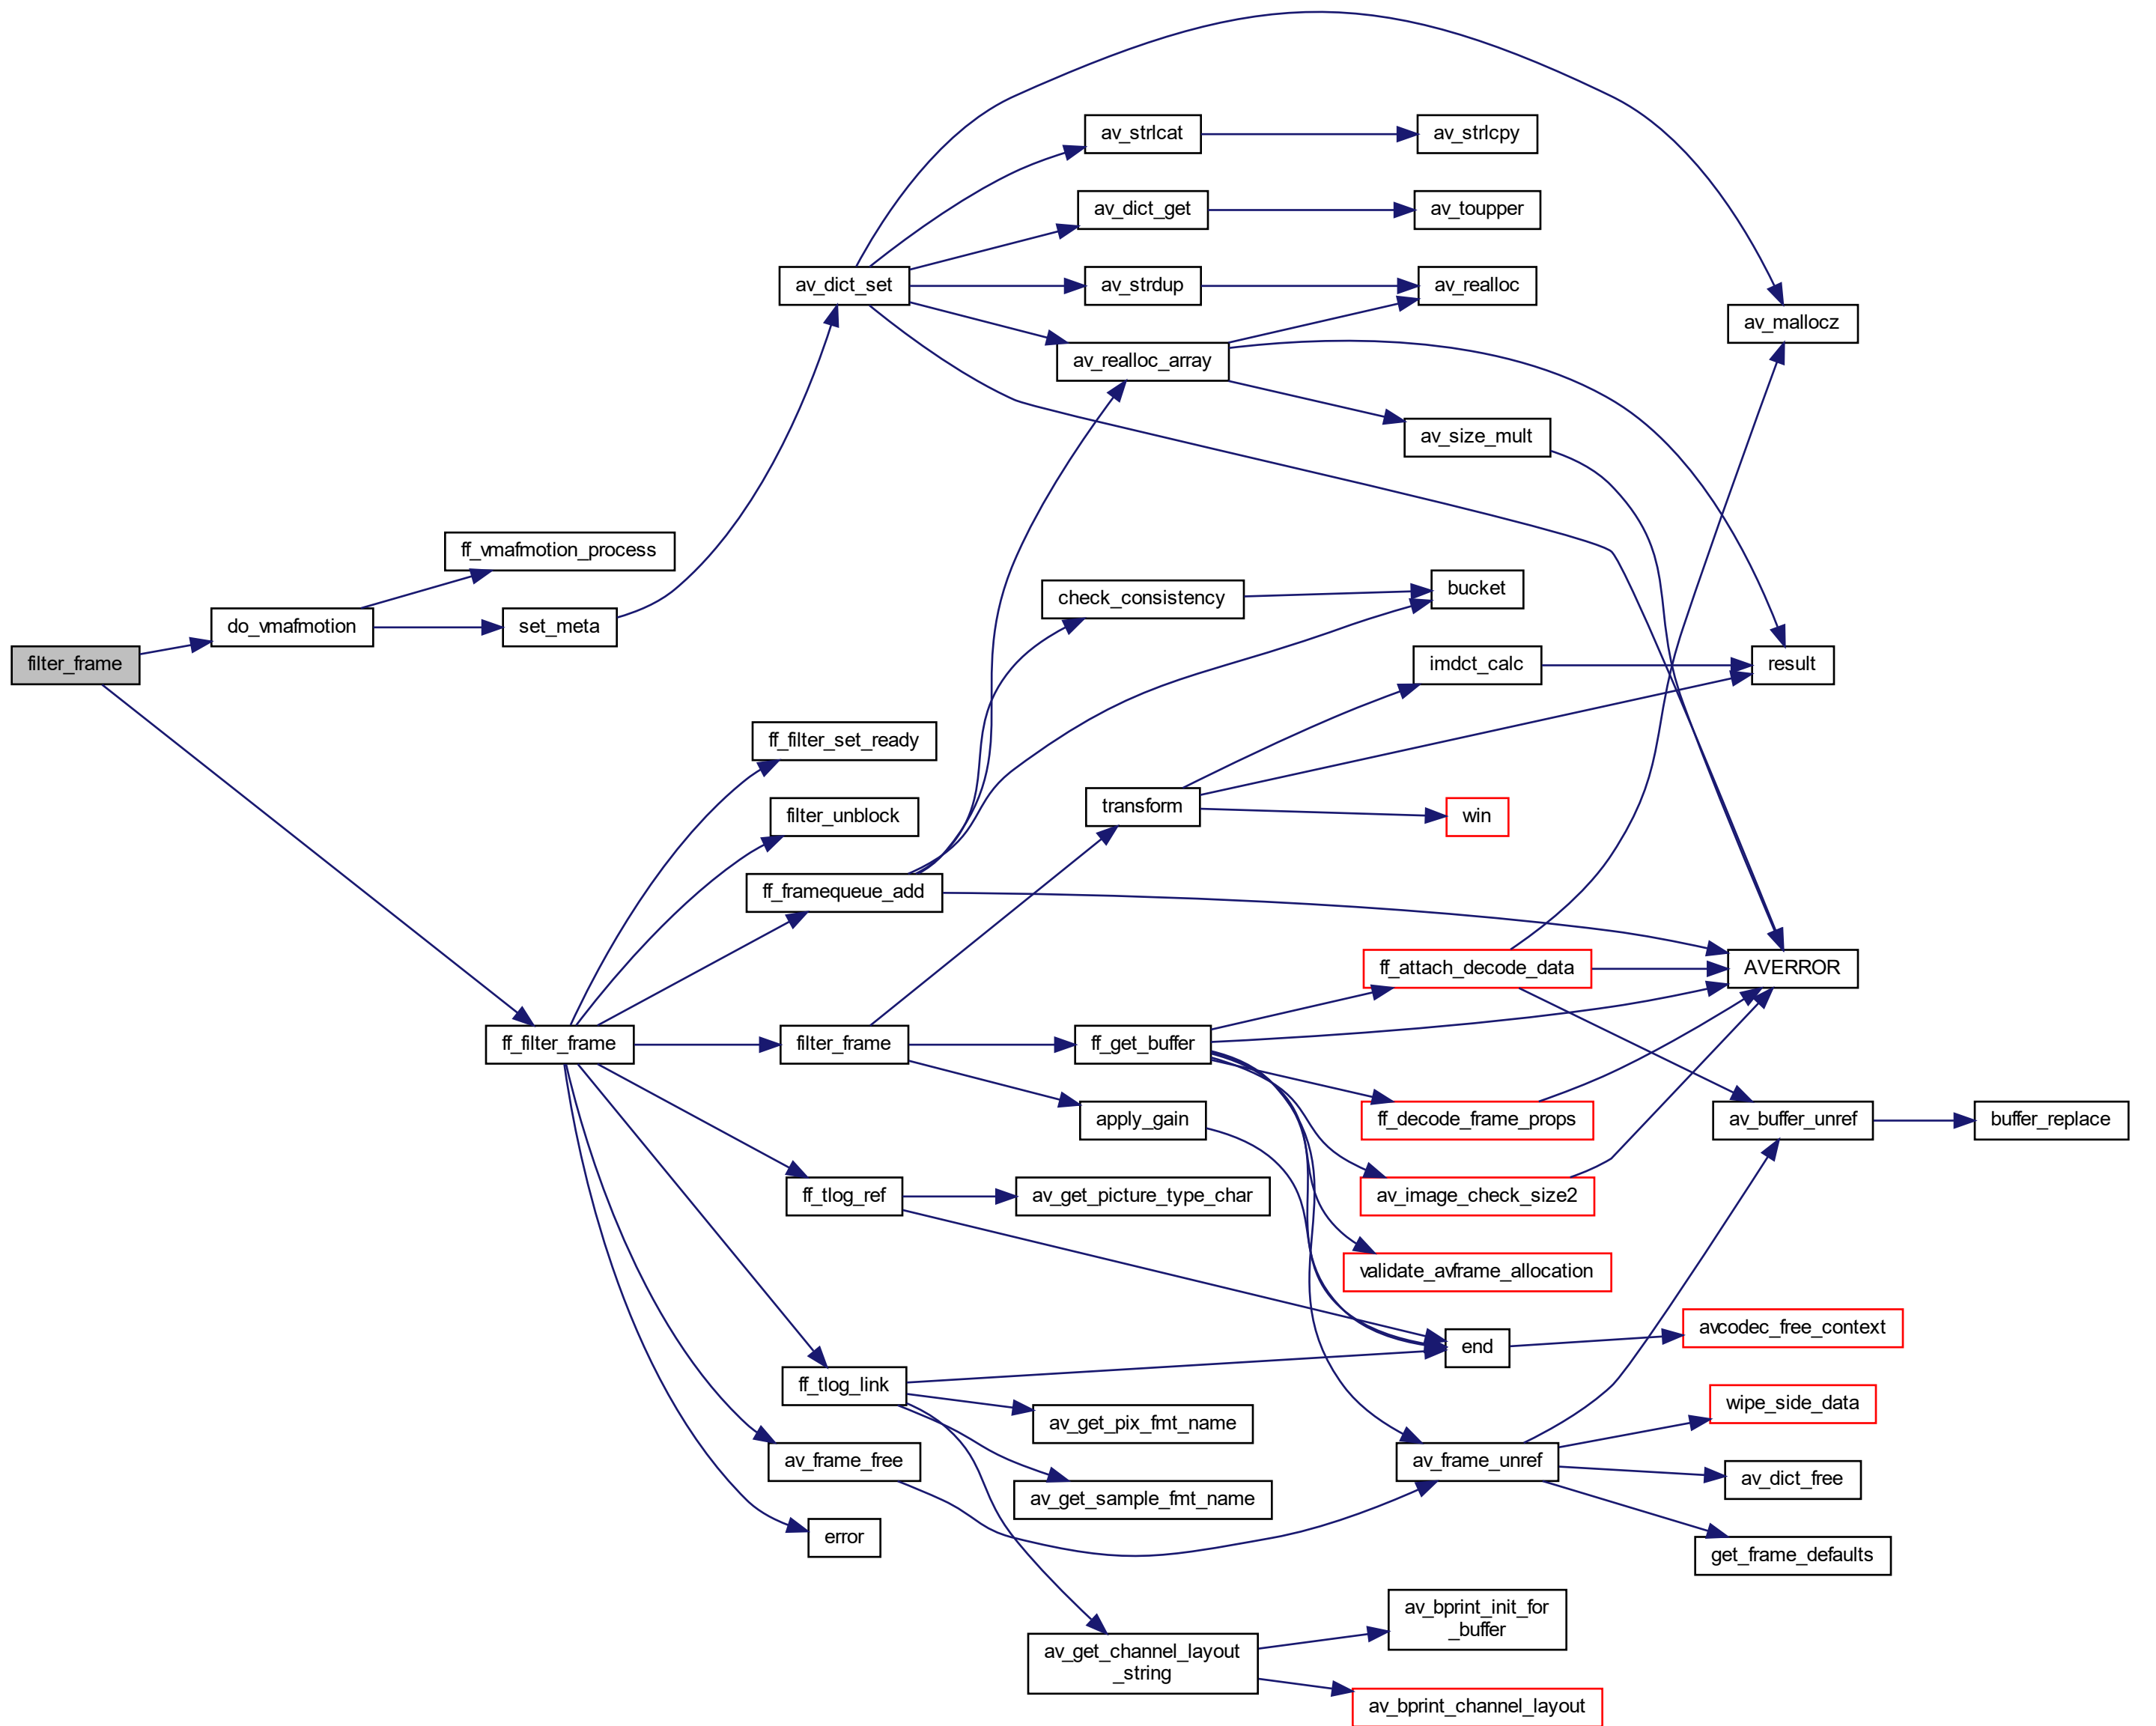 av_strlcat
av_strlcpy
av_dict_get
av_toupper
av_dict_set
av_strdup
av_realloc
av_mallocz
av_realloc_array
av_size_mult
ff_vmafmotion_process
do_vmafmotion
set_meta
check_consistency
bucket
filter_frame
imdct_calc
result
ff_filter_set_ready
transform
win
filter_unblock
ff_framequeue_add
ff_attach_decode_data
AVERROR
ff_filter_frame
filter_frame
ff_get_buffer
apply_gain
ff_decode_frame_props
av_buffer_unref
buffer_replace
ff_tlog_ref
av_get_picture_type_char
av_image_check_size2
validate_avframe_allocation
end
avcodec_free_context
ff_tlog_link
av_get_pix_fmt_name
wipe_side_data
av_frame_free
av_frame_unref
av_dict_free
av_get_sample_fmt_name
error
get_frame_defaults
av_bprint_init_for
_buffer
av_get_channel_layout
_string
av_bprint_channel_layout